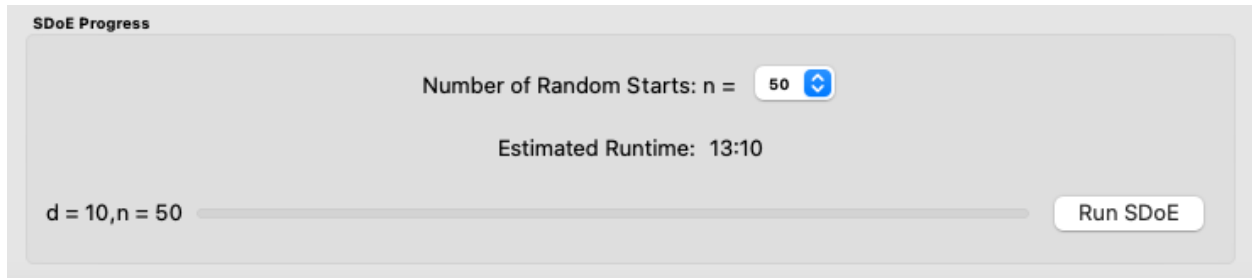 SDoE Progress
Number of Random Starts: n = 50
Estimated Runtime: 13:10
d = 10,n = 50 Run SDoE